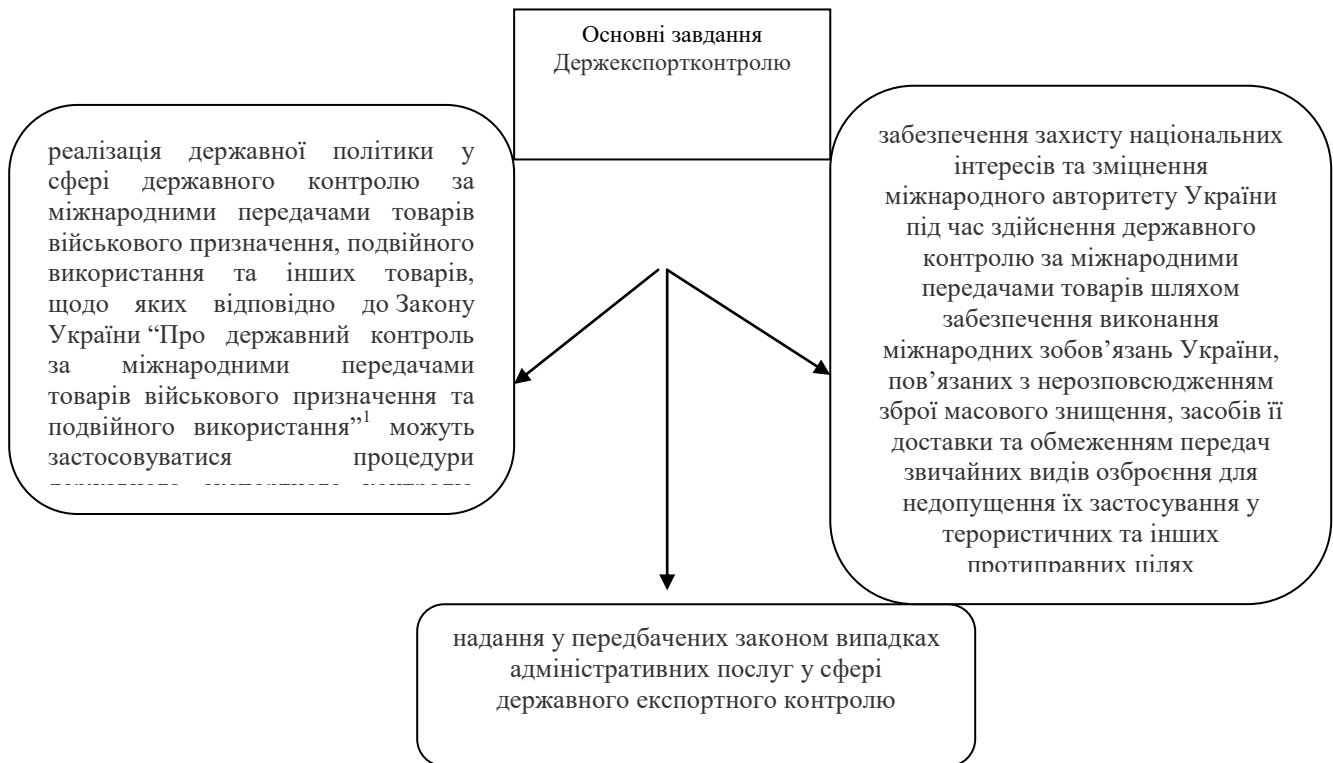 Основні завдання
Держекспортконтролю
реалізація державної політики у
сфері державного контролю за
міжнародними передачами товарів
військового призначення, подвійного
використання та інших товарів,
щодо яких відповідно до Закону
України “Про державний контроль
за міжнародними передачами
товарів військового призначення та
подвійного використання”¹ можуть
застосовуватися процедури
державного експортного контролю
забезпечення захисту національних
інтересів та зміцнення
міжнародного авторитету України
під час здійснення державного
контролю за міжнародними
передачами товарів шляхом
забезпечення виконання
міжнародних зобов’язань України,
пов’язаних з нерозповсюдженням
зброї масового знищення, засобів її
доставки та обмеженням передач
звичайних видів озброєння для
недопущення їх застосування у
терористичних та інших
протиправних цілях
надання у передбачених законом випадках
адміністративних послуг у сфері
державного експортного контролю